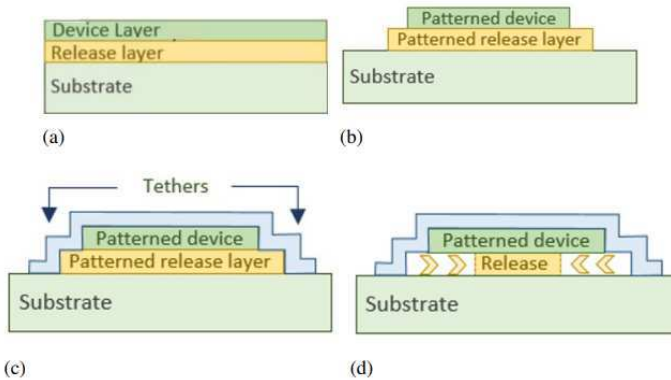 Device Layer
Release layer
Substrate
(a)
Patterned device
Patterned release layer
Substrate
(b)
Tethers
Patterned device
Patterned release layer
Substrate
(c)
Patterned device
Release
Substrate
(d)